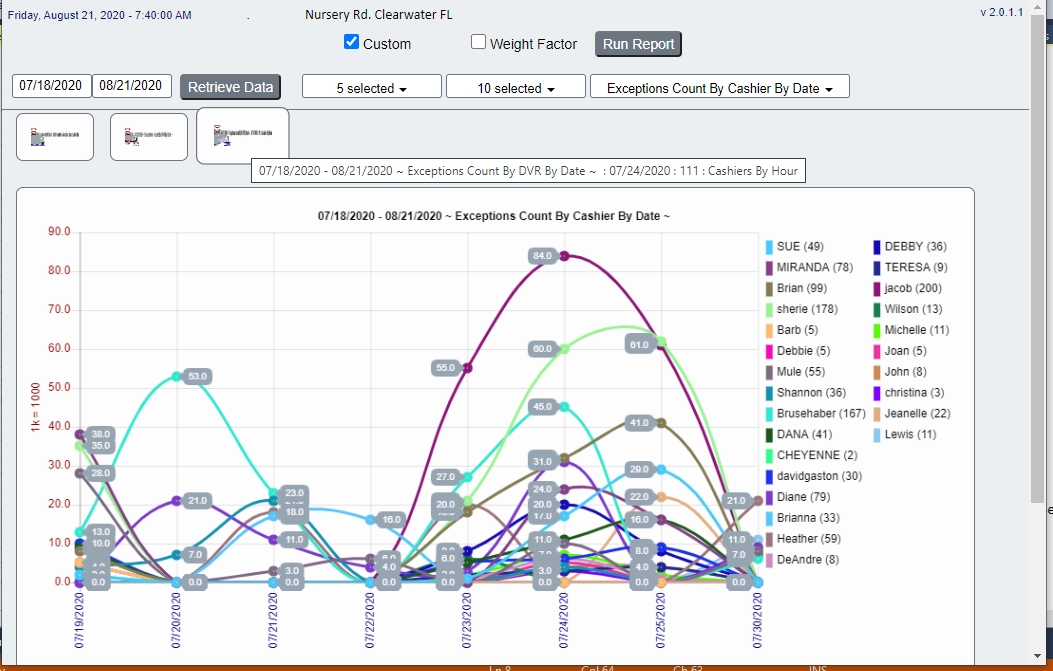 Friday, August 21, 2020 - 7:40:00 AM . Nursery Rd. Clearwater FL v 2.0.1.1
Custom Weight Factor Run Report
07/18/2020 08/21/2020 Retrieve Data 5 selected 10 selected Exceptions Count By Cashier By Date
07/18/2020 - 08/21/2020 ~ Exceptions Count By DVR By Date ~ : 07/24/2020 : 111 : Cashiers By Hour
07/18/2020 - 08/21/2020 ~ Exceptions Count By Cashier By Date ~
1k = 1000
90.0
80.0
70.0
60.0
50.0
40.0
30.0
20.0
10.0
0.0
38.0
35.0
28.0
13.0
0.0
53.0
21.0
7.0
0.0
23.0
18.0
11.0
3.0
0.0
16.0
4.0
0.0
55.0
27.0
20.0
6.0
0.0
84.0
60.0
45.0
31.0
24.0
20.0
17.0
11.0
3.0
0.0
61.0
41.0
29.0
22.0
16.0
8.0
4.0
0.0
21.0
11.0
7.0
0.0
07/19/2020
07/20/2020
07/21/2020
07/22/2020
07/23/2020
07/24/2020
07/25/2020
07/30/2020
SUE (49)
MIRANDA (78)
Brian (99)
sherie (178)
Barb (5)
Debbie (5)
Mule (55)
Shannon (36)
Brusehaber (167)
DANA (41)
CHEYENNE (2)
davidgaston (30)
Diane (79)
Brianna (33)
Heather (59)
DeAndre (8)
DEBBY (36)
TERESA (9)
jacob (200)
Wilson (13)
Michelle (11)
Joan (5)
John (8)
christina (3)
Jeanelle (22)
Lewis (11)
Ln 8 Col 64 Ch 63 INS